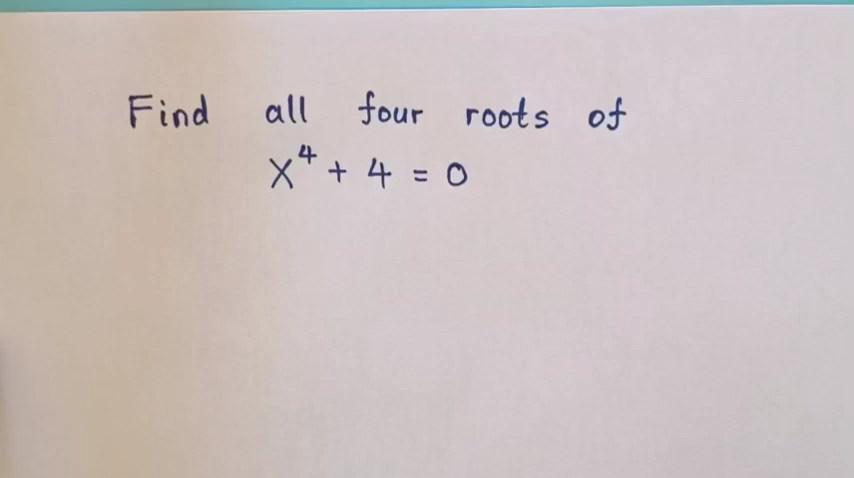 Find all four roots of
x⁴ + 4 = 0